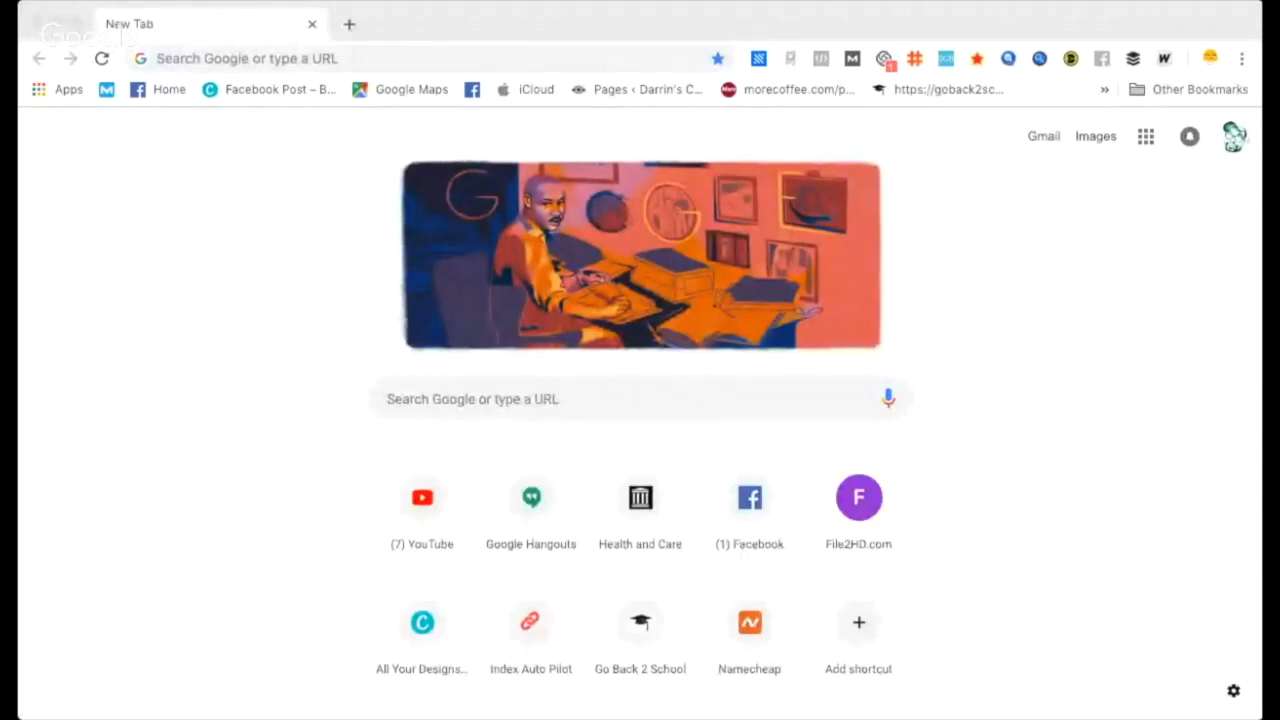 New Tab
Google
Search Google or type a URL
1
Apps
Home
Facebook Post – B...
Google Maps
iCloud
Pages ‹ Darrin's C...
morecoffee.com/p...
https://goback2sc...
Other Bookmarks
Gmail Images
Search Google or type a URL
(7) YouTube
Google Hangouts
Health and Care
(1) Facebook
F
File2HD.com
All Your Designs...
Index Auto Pilot
Go Back 2 School
Namecheap
Add shortcut